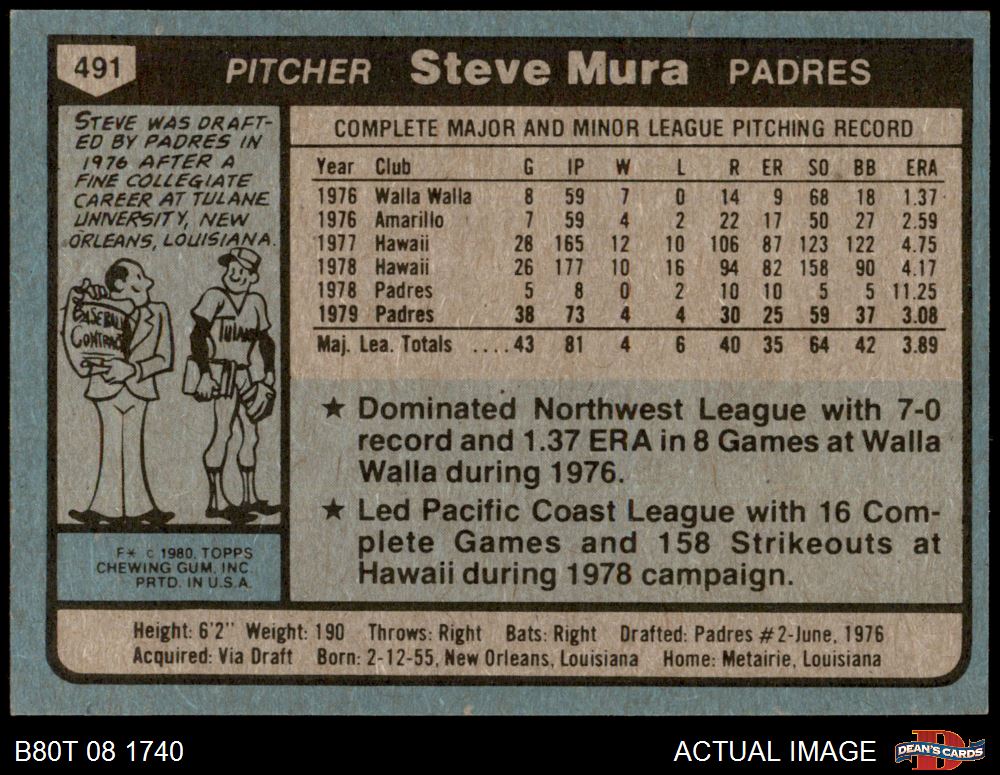 491 PITCHER Steve Mura PADRES
STEVE WAS DRAFT-
ED BY PADRES IN
1976 AFTER A
FINE COLLEGIATE
CAREER AT TULANE
UNIVERSITY, NEW
ORLEANS, LOUISIANA.
BASEBALL
CONTRACT
TULANE
F* © 1980, TOPPS
CHEWING GUM, INC.
PRTD. IN U.S.A.
COMPLETE MAJOR AND MINOR LEAGUE PITCHING RECORD
Year Club G IP W L R ER SO BB ERA
1976 Walla Walla 8 59 7 0 14 9 68 18 1.37
1976 Amarillo 7 59 4 2 22 17 50 27 2.59
1977 Hawaii 28 165 12 10 106 87 123 122 4.75
1978 Hawaii 26 177 10 16 94 82 158 90 4.17
1978 Padres 5 8 0 2 10 10 5 5 11.25
1979 Padres 38 73 4 4 30 25 59 37 3.08
Maj. Lea. Totals ....43 81 4 6 40 35 64 42 3.89
★ Dominated Northwest League with 7-0
record and 1.37 ERA in 8 Games at Walla
Walla during 1976.
★ Led Pacific Coast League with 16 Com-
plete Games and 158 Strikeouts at
Hawaii during 1978 campaign.
Height: 6'2" Weight: 190 Throws: Right Bats: Right Drafted: Padres #2-June, 1976
Acquired: Via Draft Born: 2-12-55, New Orleans, Louisiana Home: Metairie, Louisiana
B80T 08 1740 ACTUAL IMAGE DEAN'S CARDS